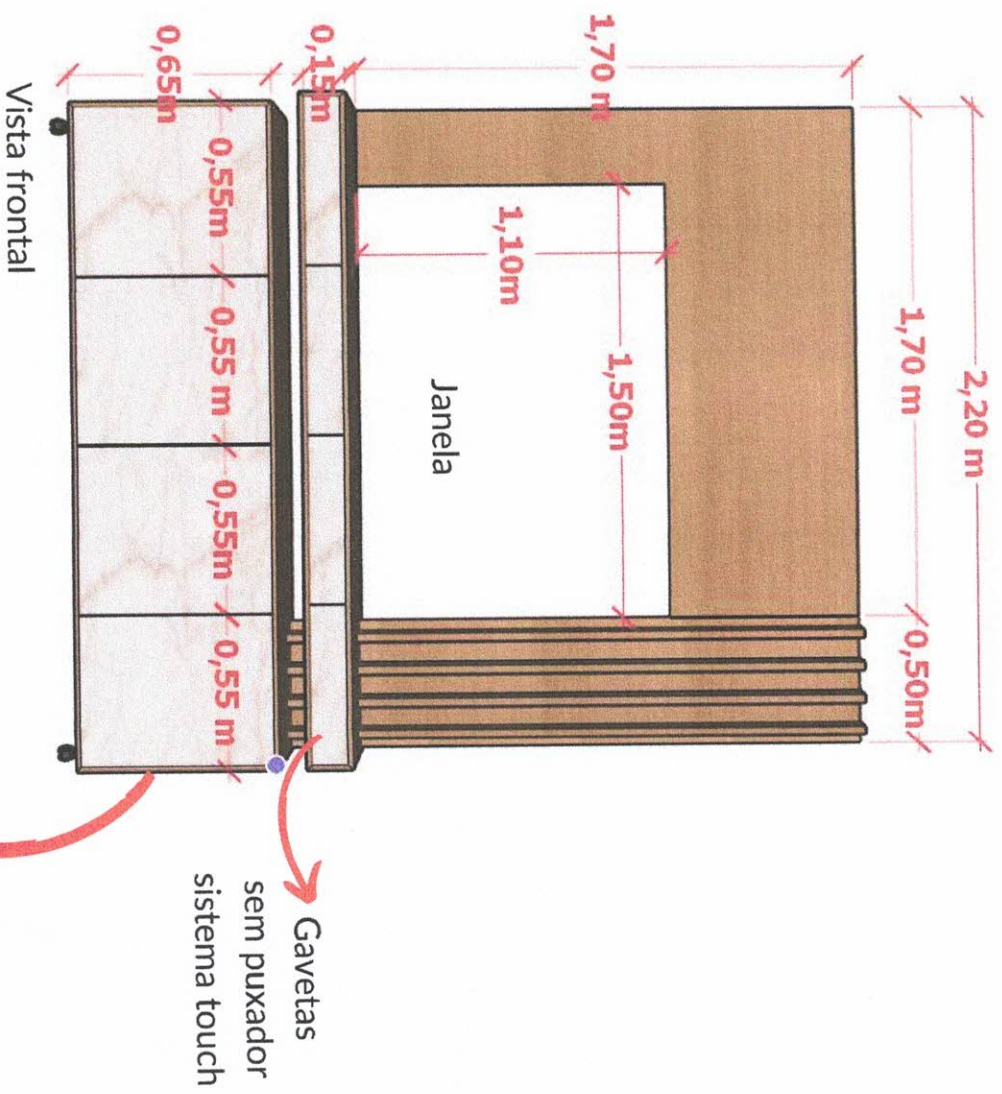 2,20 m
1,70 m
0,50m
1,70 m
1,50m
1,10m
Janela
0,15m
0,65m
0,55m
0,55 m
0,55m
0,55 m
Gavetas
sem puxador
sistema touch
Vista frontal